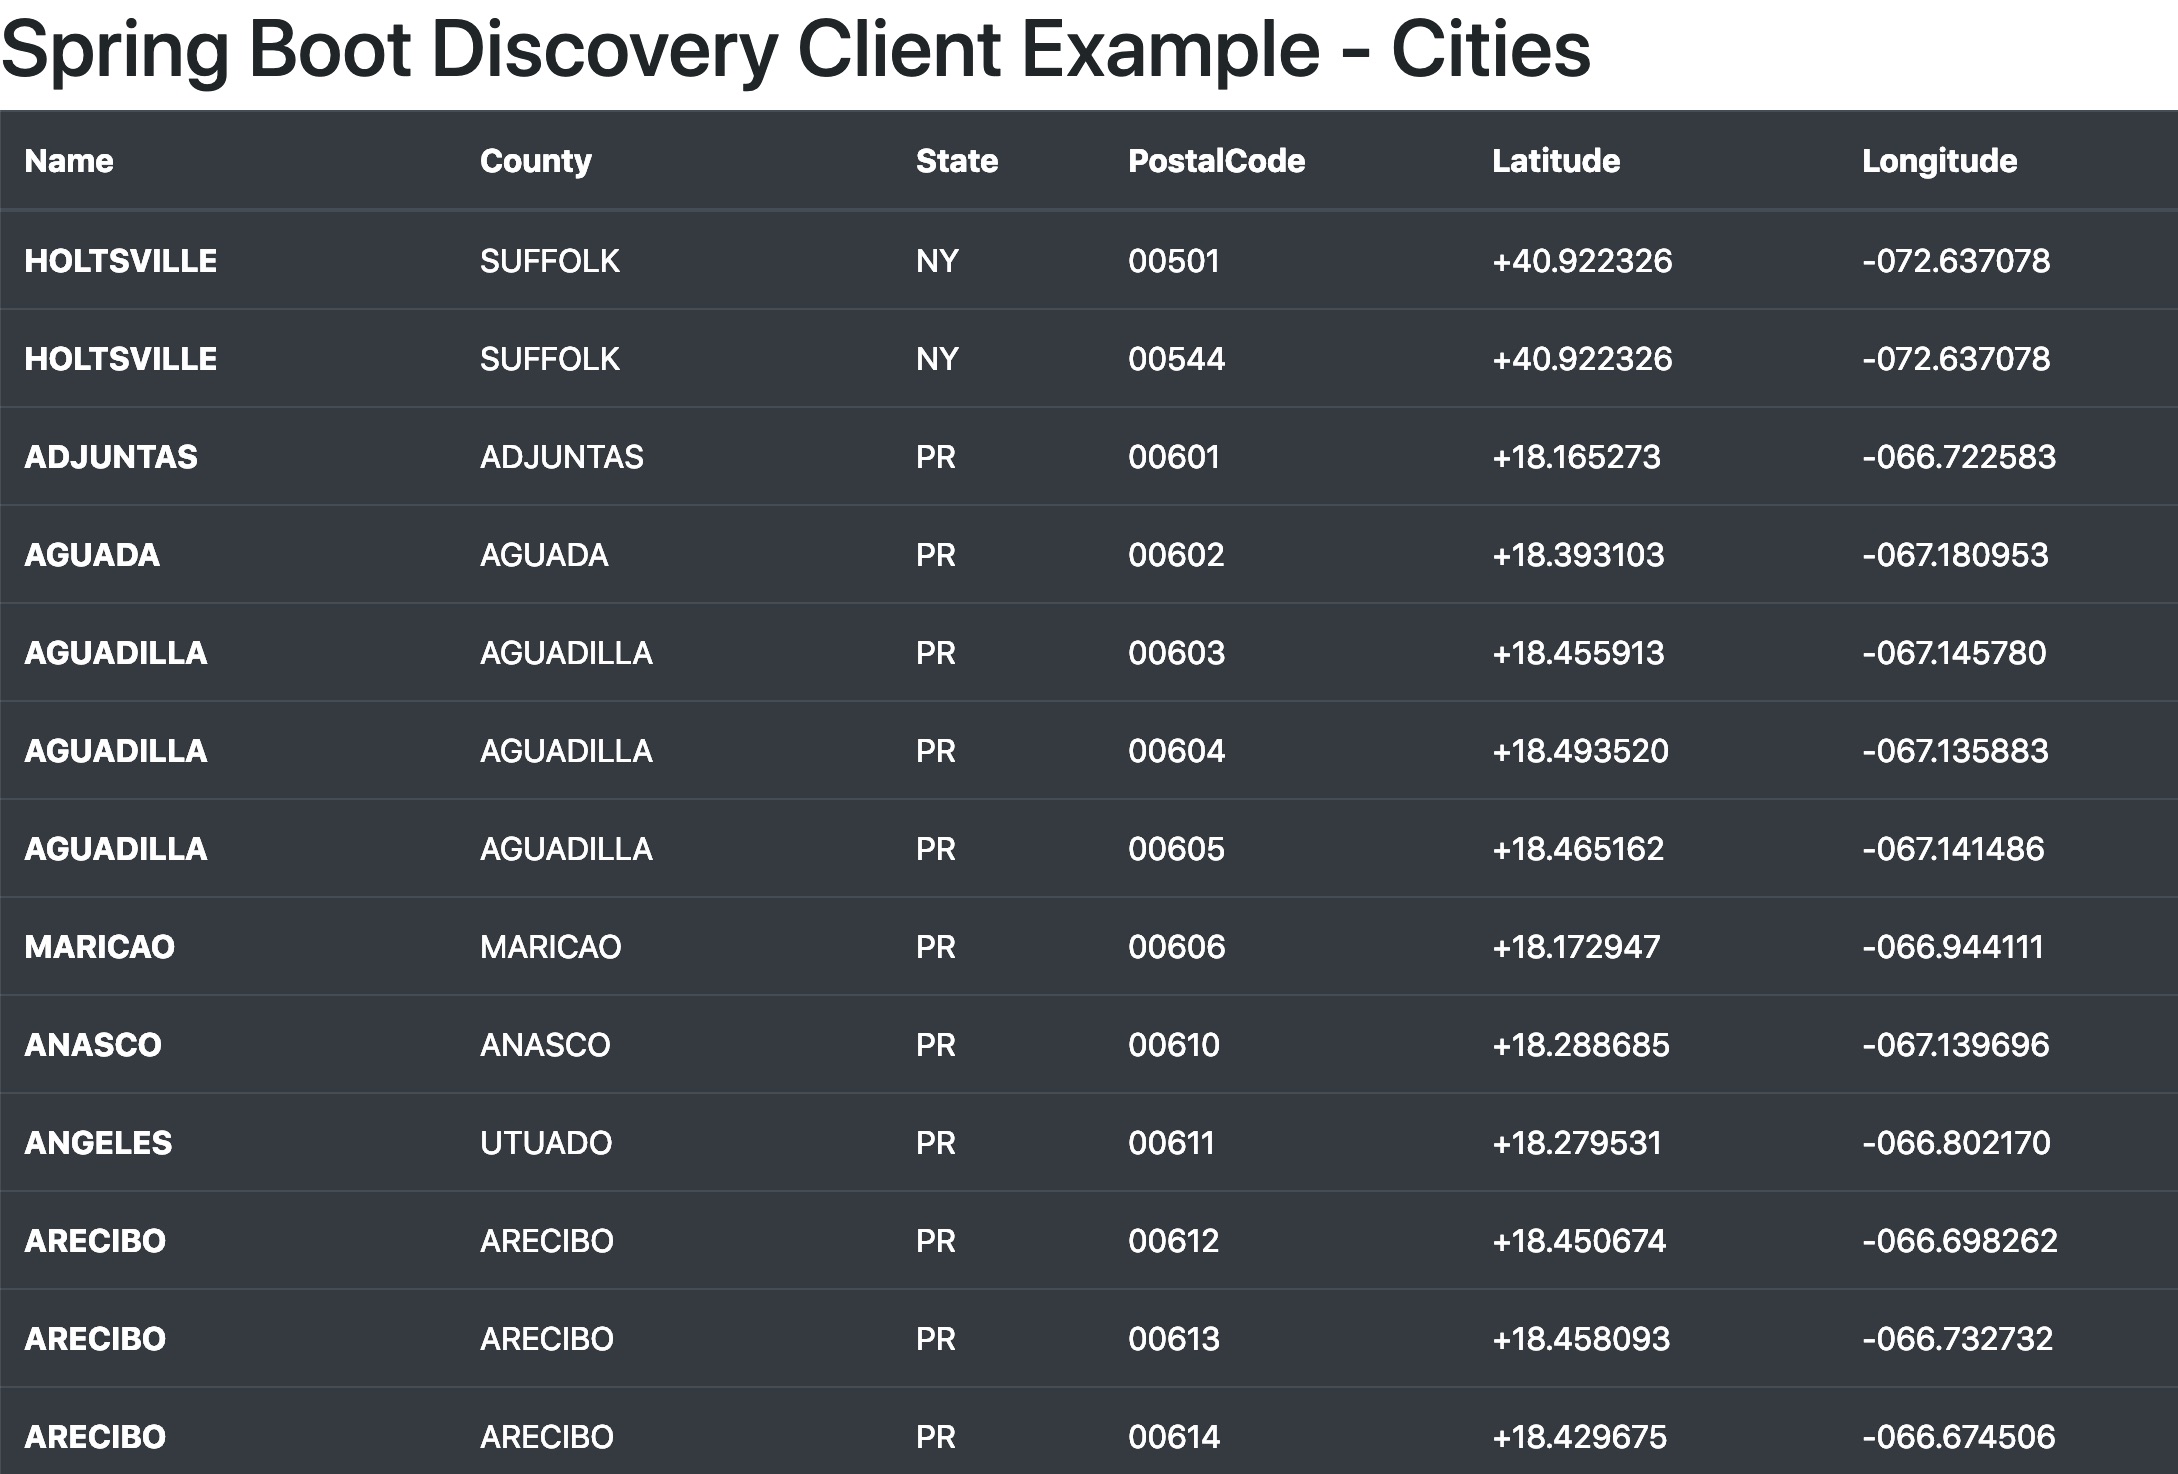 Spring Boot Discovery Client Example - Cities
Name County State PostalCode Latitude Longitude
HOLTSVILLE SUFFOLK NY 00501 +40.922326 -072.637078
HOLTSVILLE SUFFOLK NY 00544 +40.922326 -072.637078
ADJUNTAS ADJUNTAS PR 00601 +18.165273 -066.722583
AGUADA AGUADA PR 00602 +18.393103 -067.180953
AGUADILLA AGUADILLA PR 00603 +18.455913 -067.145780
AGUADILLA AGUADILLA PR 00604 +18.493520 -067.135883
AGUADILLA AGUADILLA PR 00605 +18.465162 -067.141486
MARICAO MARICAO PR 00606 +18.172947 -066.944111
ANASCO ANASCO PR 00610 +18.288685 -067.139696
ANGELES UTUADO PR 00611 +18.279531 -066.802170
ARECIBO ARECIBO PR 00612 +18.450674 -066.698262
ARECIBO ARECIBO PR 00613 +18.458093 -066.732732
ARECIBO ARECIBO PR 00614 +18.429675 -066.674506